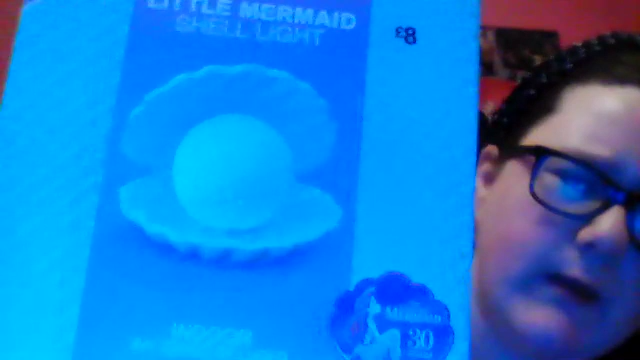 LITTLE MERMAID
SHELL LIGHT
£8
INDOOR
Mermaid
30